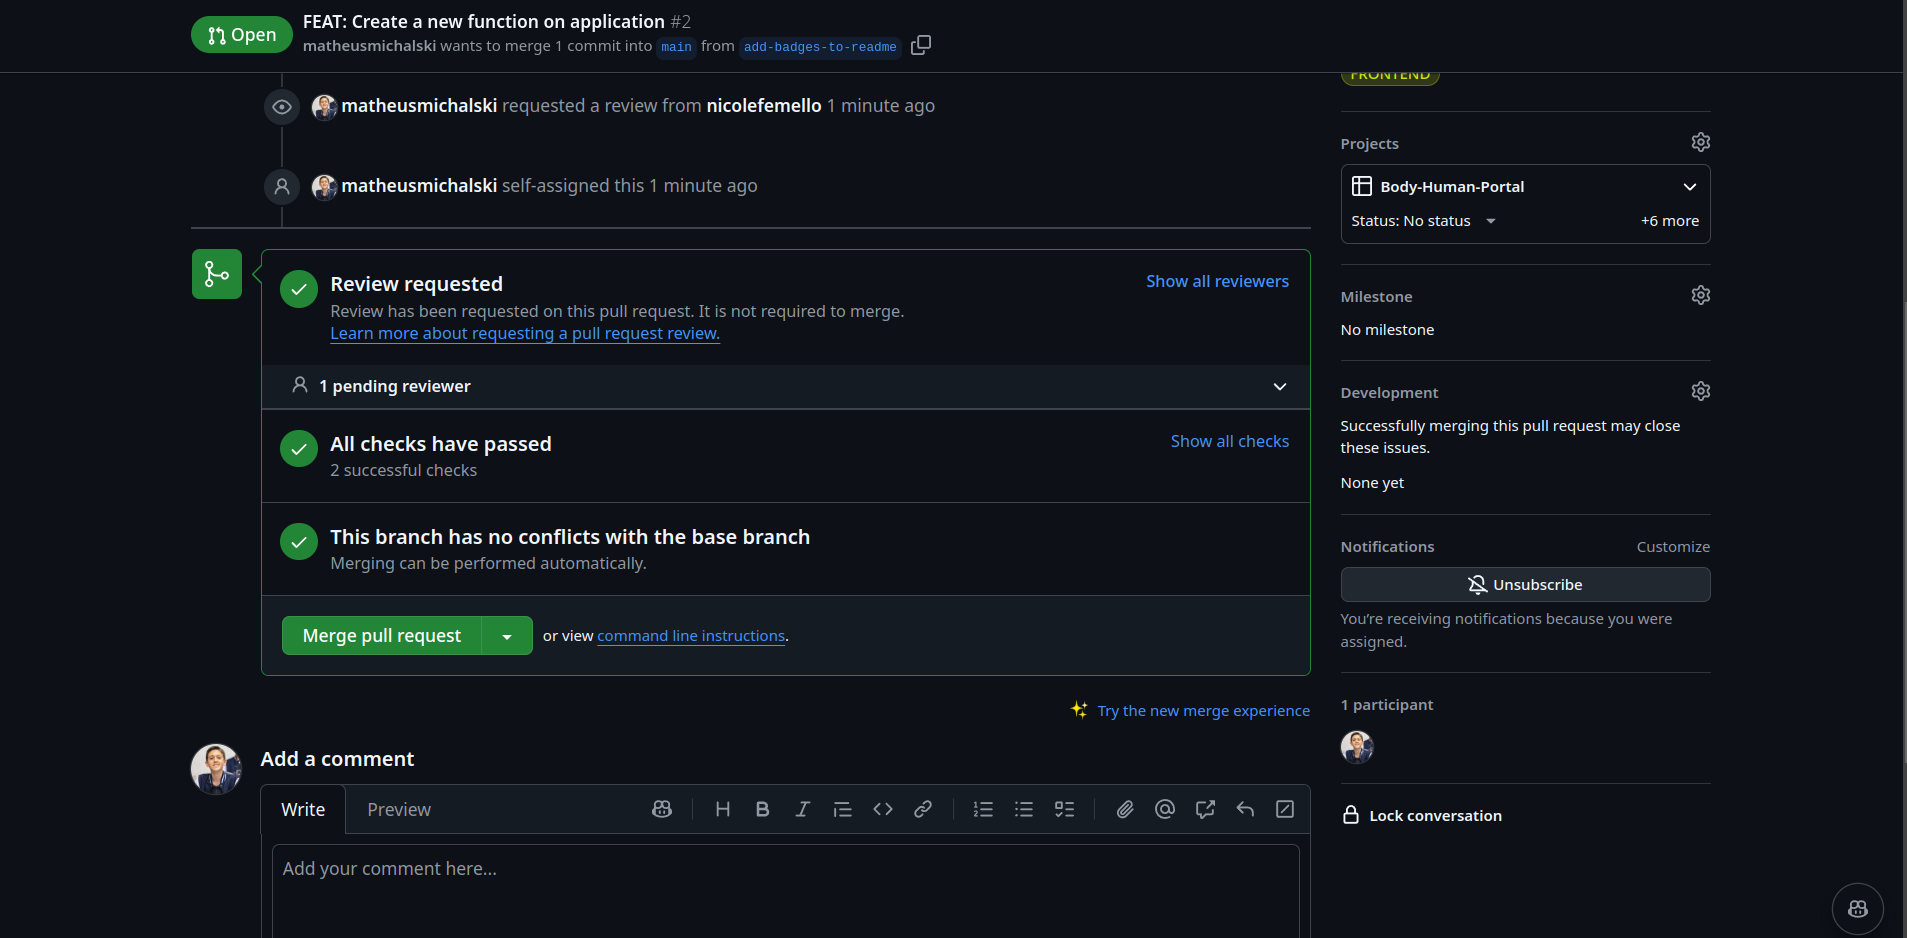 Open
FEAT: Create a new function on application #2
matheusmichalski wants to merge 1 commit into main from add-badges-to-readme
matheusmichalski requested a review from nicolefemello 1 minute ago
matheusmichalski self-assigned this 1 minute ago
Review requested
Show all reviewers
Review has been requested on this pull request. It is not required to merge.
Learn more about requesting a pull request review.
1 pending reviewer
All checks have passed
Show all checks
2 successful checks
This branch has no conflicts with the base branch
Merging can be performed automatically.
Merge pull request
or view command line instructions.
Try the new merge experience
Add a comment
Write
Preview
Add your comment here...
FRONTEND
Projects
Body-Human-Portal
Status: No status
+6 more
Milestone
No milestone
Development
Successfully merging this pull request may close
these issues.
None yet
Notifications
Customize
Unsubscribe
You're receiving notifications because you were
assigned.
1 participant
Lock conversation